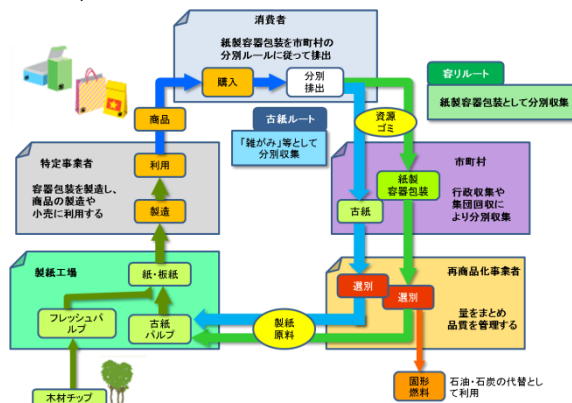 消費者
紙製容器包装を市町村の
分別ルールに従って排出
購入
分別
排出
容リルート
紙製容器包装として分別収集
古紙ルート
「雑がみ」等として
分別収集
資源
ゴミ
商品
特定事業者
容器包装を製造し、
商品の製造や
小売に利用する
利用
製造
市町村
紙製
容器包装
行政収集や
集団回収に
より分別収集
古紙
製紙工場
紙・板紙
フレッシュパ
ルプ
古紙
パルプ
製紙
原料
再商品化事業者
選別
選別
量をまとめ
品質を管理する
固形
燃料
石油・石炭の代替とし
て利用
木材チップ